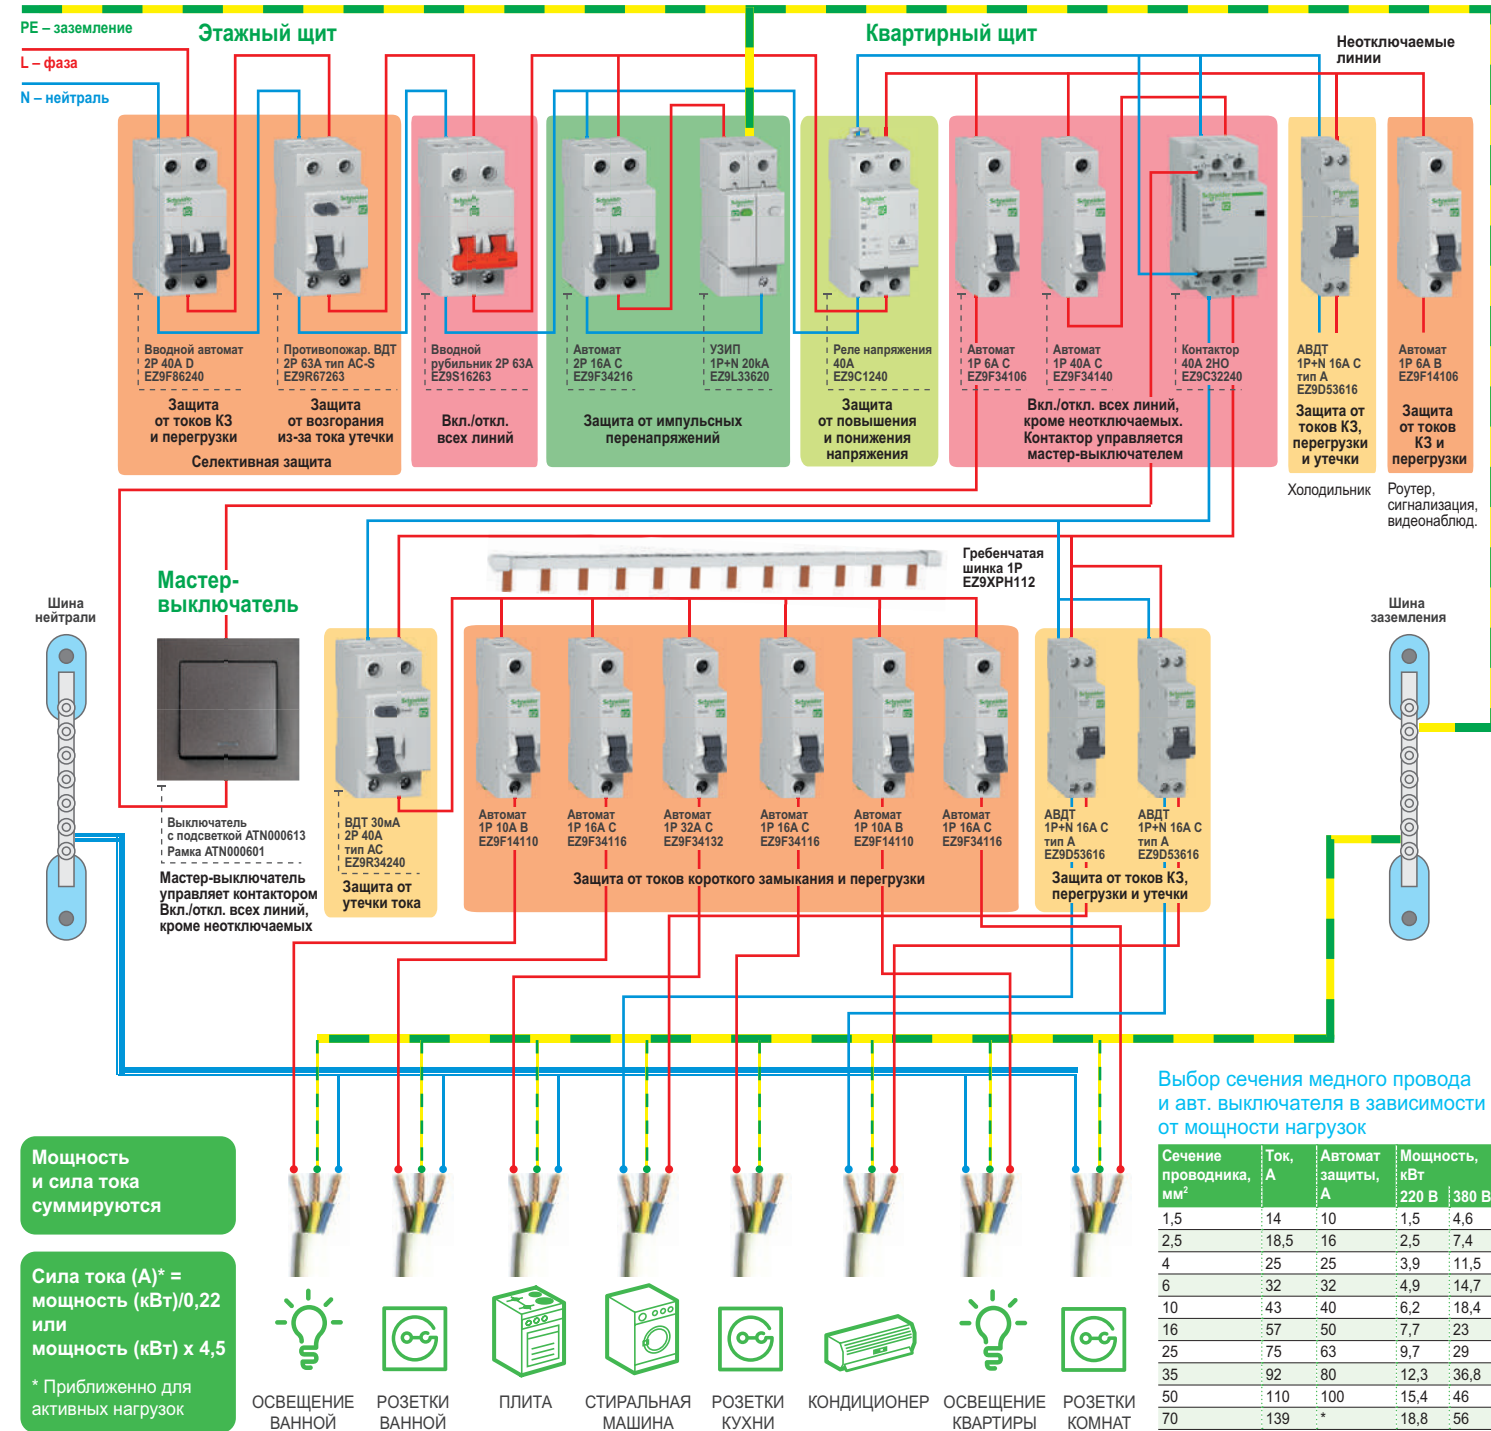 PE – заземление
Этажный щит
Квартирный щит
Неотключаемые
линии
L – фаза
N – нейтраль
Вводной автомат
2P 40A D
EZ9F86240
Противопожар. ВДТ
2P 63A тип AC-S
EZ9R67263
Вводной
рубильник 2P 63A
EZ9S16263
Автомат
2P 16A C
EZ9F34216
УЗИП
1P+N 20kA
EZ9L33620
Реле напряжения
40A
EZ9C1240
Автомат
1P 6A C
EZ9F34106
Автомат
1P 40A C
EZ9F34140
Контактор
40A 2НО
EZ9C32240
АВДТ
1P+N 16A C
тип A
EZ9D53616
Автомат
1P 6A B
EZ9F14106
Защита
от токов КЗ
и перегрузки
Защита
от возгорания
из-за тока утечки
Селективная защита
Вкл./откл.
всех линий
Защита от импульсных
перенапряжений
Защита
от повышения
и понижения
напряжения
Вкл./откл. всех линий,
кроме неотключаемых.
Контактор управляется
мастер-выключателем
Защита от
токов КЗ,
перегрузки
и утечки
Защита
от токов
КЗ и
перегрузки
Холодильник
Роутер,
сигнализация,
видеонаблюд.
Гребенчатая
шинка 1P
EZ9XPH112
Мастер-
выключатель
Шина
нейтрали
Шина
заземления
Выключатель
с подсветкой ATN000613
Рамка ATN000601
Мастер-выключатель
управляет контактором
Вкл./откл. всех линий,
кроме неотключаемых
ВДТ 30мА
2P 40A
тип AC
EZ9R34240
Защита от
утечки тока
Автомат
1P 10A B
EZ9F14110
Автомат
1P 16A C
EZ9F34116
Автомат
1P 32A C
EZ9F34132
Автомат
1P 16A C
EZ9F34116
Автомат
1P 10A B
EZ9F14110
Автомат
1P 16A C
EZ9F34116
Защита от токов короткого замыкания и перегрузки
АВДТ
1P+N 16A C
тип A
EZ9D53616
АВДТ
1P+N 16A C
тип A
EZ9D53616
Защита от токов КЗ,
перегрузки и утечки
Мощность
и сила тока
суммируются
Сила тока (А)* =
мощность (кВт)/0,22
или
мощность (кВт) x 4,5
* Приближенно для
активных нагрузок
ОСВЕЩЕНИЕ
ВАННОЙ
РОЗЕТКИ
ВАННОЙ
ПЛИТА
СТИРАЛЬНАЯ
МАШИНА
РОЗЕТКИ
КУХНИ
КОНДИЦИОНЕР
ОСВЕЩЕНИЕ
КВАРТИРЫ
РОЗЕТКИ
КОМНАТ
Выбор сечения медного провода
и авт. выключателя в зависимости
от мощности нагрузок
Сечение проводника, мм² Ток, А Автомат защиты, А Мощность, кВт
220 В 380 В
1,5 14 10 1,5 4,6
2,5 18,5 16 2,5 7,4
4 25 25 3,9 11,5
6 32 32 4,9 14,7
10 43 40 6,2 18,4
16 57 50 7,7 23
25 75 63 9,7 29
35 92 80 12,3 36,8
50 110 100 15,4 46
70 139 * 18,8 56